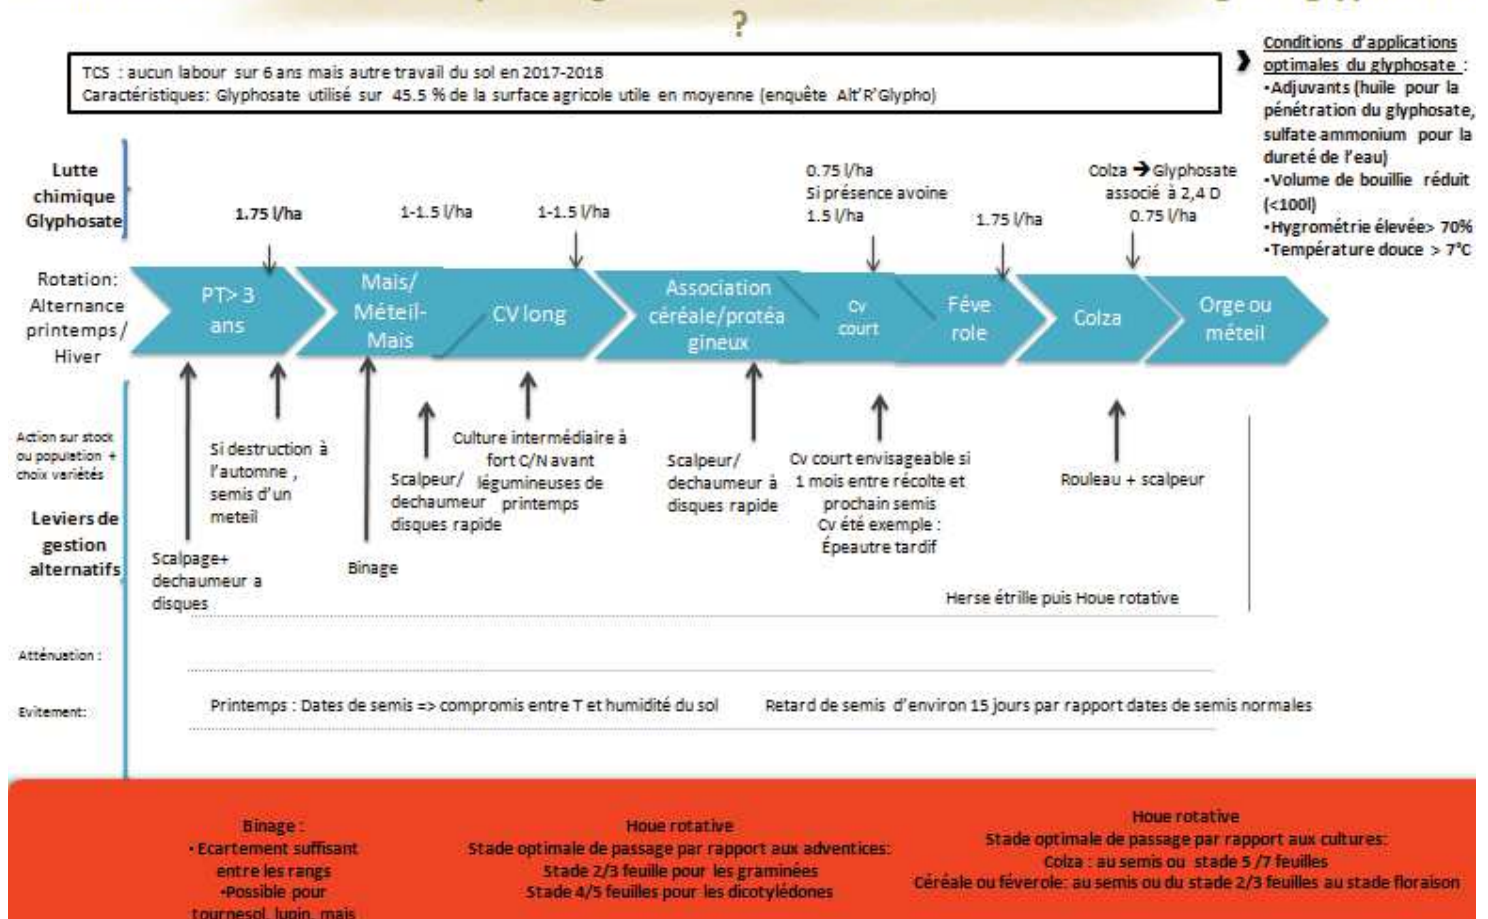 ?
TCS : aucun labour sur 6 ans mais autre travail du sol en 2017-2018
Caractéristiques: Glyphosate utilisé sur 45.5 % de la surface agricole utile en moyenne (enquête Alt'R'Glypho)
Conditions d'applications
optimales du glyphosate :
•Adjuvants (huile pour la
pénétration du glyphosate,
sulfate ammonium pour la
dureté de l'eau)
•Volume de bouillie réduit
(<100l)
•Hygrométrie élevée> 70%
•Température douce > 7°C
Lutte
chimique
Glyphosate
1.75 l/ha
1-1.5 l/ha
1-1.5 l/ha
0.75 l/ha
Si présence avoine
1.5 l/ha
1.75 l/ha
Colza → Glyphosate
associé à 2,4 D
0.75 l/ha
Rotation:
Alternance
printemps/
Hiver
PT> 3
ans
Mais/
Méteil-
Mais
CV long
Association
céréale/protéa
gineux
Cv
court
Féve
role
Colza
Orge ou
méteil
Action sur stock
ou population +
choix variétés
Leviers de
gestion
alternatifs
Scalpage+
dechaumeur a
disques
Si destruction à
l'automne ,
semis d'un
meteil
Binage
Scalpeur/
dechaumeur
disques rapide
Culture intermédiaire à
fort C/N avant
légumineuses de
printemps
Scalpeur/
dechaumeur à
disques rapide
Cv court envisageable si
1 mois entre récolte et
prochain semis
Cv été exemple :
Épeautre tardif
Rouleau + scalpeur
Herse étrille puis Houe rotative
Atténuation :
Evitement:
Printemps : Dates de semis => compromis entre T et humidité du sol
Retard de semis d'environ 15 jours par rapport dates de semis normales
Binage :
• Ecartement suffisant
entre les rangs
•Possible pour
tournesol, lupin, mais
Houe rotative
Stade optimale de passage par rapport aux adventices:
Stade 2/3 feuille pour les graminées
Stade 4/5 feuilles pour les dicotylédones
Houe rotative
Stade optimale de passage par rapport aux cultures:
Colza : au semis ou stade 5 /7 feuilles
Céréale ou féverole: au semis ou du stade 2/3 feuilles au stade floraison